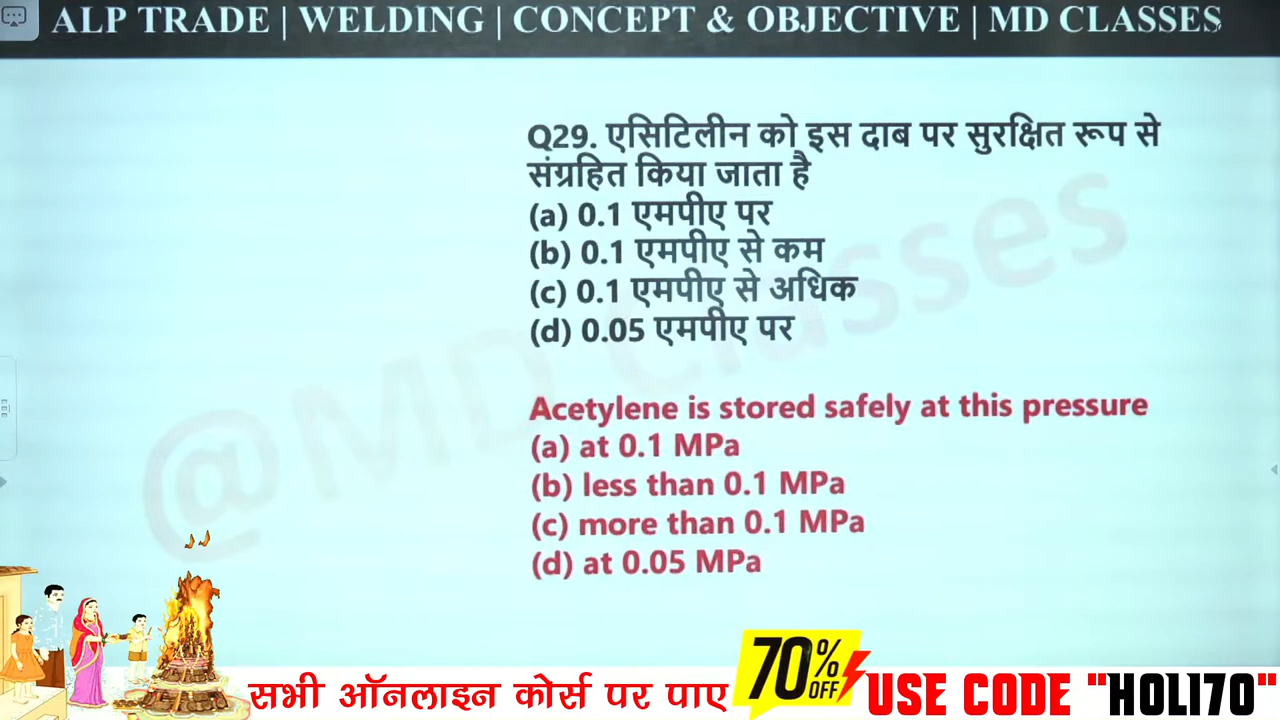 ALP TRADE | WELDING | CONCEPT & OBJECTIVE | MD CLASSES
Q29. एसिटिलीन को इस दाब पर सुरक्षित रूप से
संग्रहित किया जाता है
(a) 0.1 एमपीए पर
(b) 0.1 एमपीए से कम
(c) 0.1 एमपीए से अधिक
(d) 0.05 एमपीए पर
Acetylene is stored safely at this pressure
(a) at 0.1 MPa
(b) less than 0.1 MPa
(c) more than 0.1 MPa
(d) at 0.05 MPa
@MD Classes
सभी ऑनलाइन कोर्स पर पाए 70% OFF USE CODE "HOLI70"